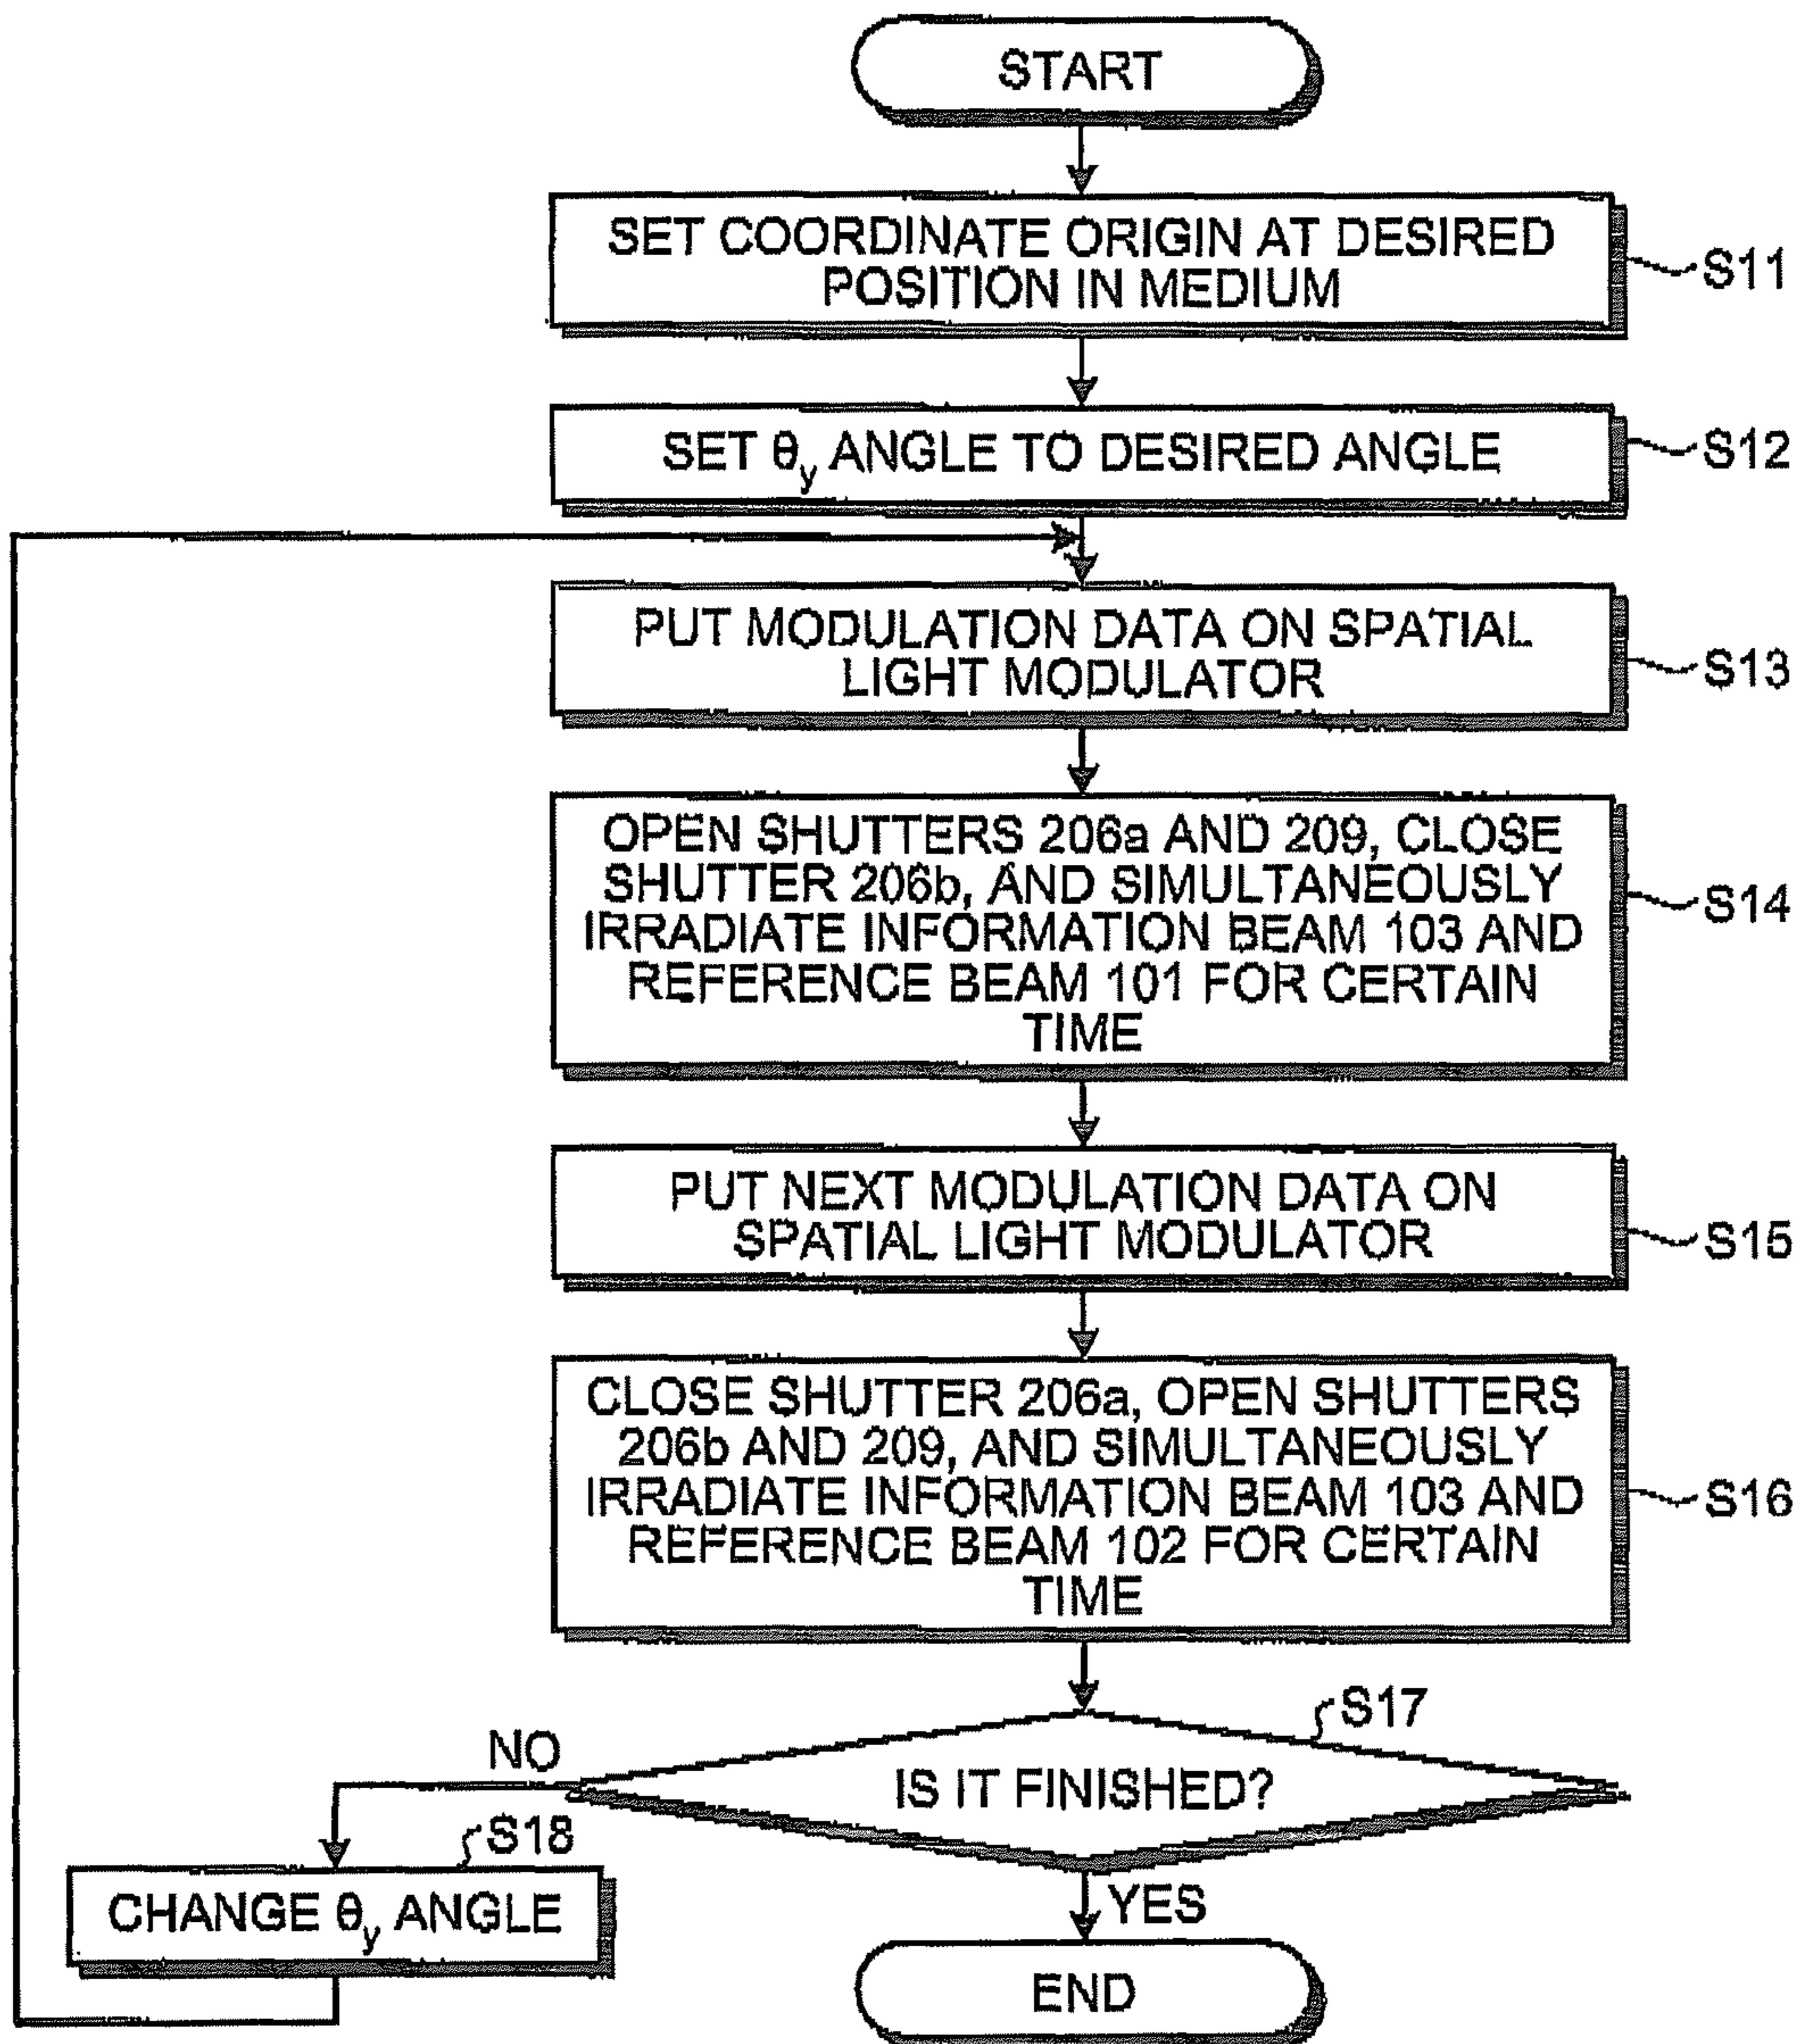 START
SET COORDINATE ORIGIN AT DESIRED
POSITION IN MEDIUM
S11
SET θy ANGLE TO DESIRED ANGLE
S12
PUT MODULATION DATA ON SPATIAL
LIGHT MODULATOR
S13
OPEN SHUTTERS 206a AND 209, CLOSE
SHUTTER 206b, AND SIMULTANEOUSLY
IRRADIATE INFORMATION BEAM 103 AND
REFERENCE BEAM 101 FOR CERTAIN
TIME
S14
PUT NEXT MODULATION DATA ON
SPATIAL LIGHT MODULATOR
S15
CLOSE SHUTTER 206a, OPEN SHUTTERS
206b AND 209, AND SIMULTANEOUSLY
IRRADIATE INFORMATION BEAM 103 AND
REFERENCE BEAM 102 FOR CERTAIN
TIME
S16
S17
IS IT FINISHED?
NO
S18
CHANGE θy ANGLE
YES
END